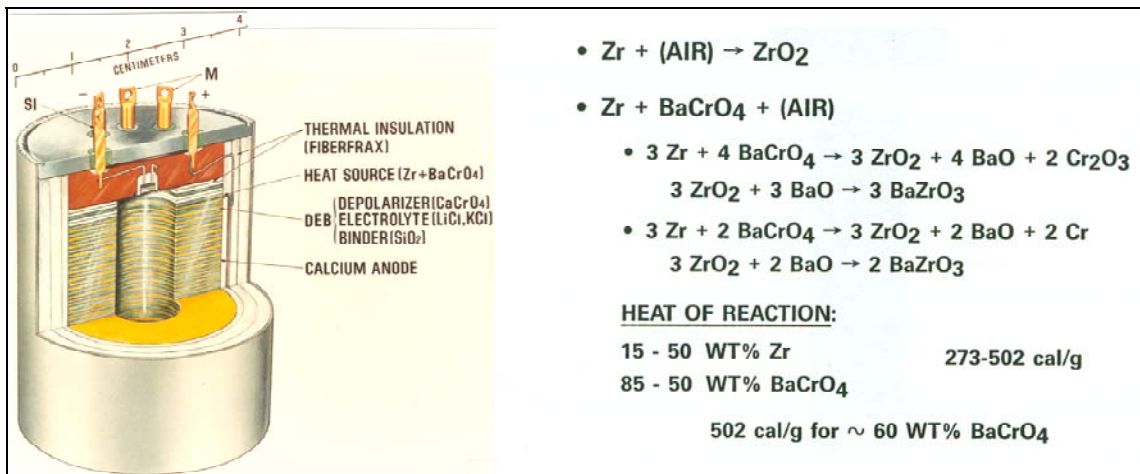 0 1 2 3 4
CENTIMETERS
M
SI
-
+
THERMAL INSULATION
(FIBERFRAX)
HEAT SOURCE (Zr+BaCrO4)
DEPOLARIZER(CaCrO4)
DEB ELECTROLYTE(LiCl,KCl)
BINDER(SiO2)
CALCIUM ANODE
• Zr + (AIR) → ZrO2
• Zr + BaCrO4 + (AIR)
• 3 Zr + 4 BaCrO4 → 3 ZrO2 + 4 BaO + 2 Cr2O3
3 ZrO2 + 3 BaO → 3 BaZrO3
• 3 Zr + 2 BaCrO4 → 3 ZrO2 + 2 BaO + 2 Cr
3 ZrO2 + 2 BaO → 2 BaZrO3
HEAT OF REACTION:
15 - 50 WT% Zr
273-502 cal/g
85 - 50 WT% BaCrO4
502 cal/g for ~ 60 WT% BaCrO4